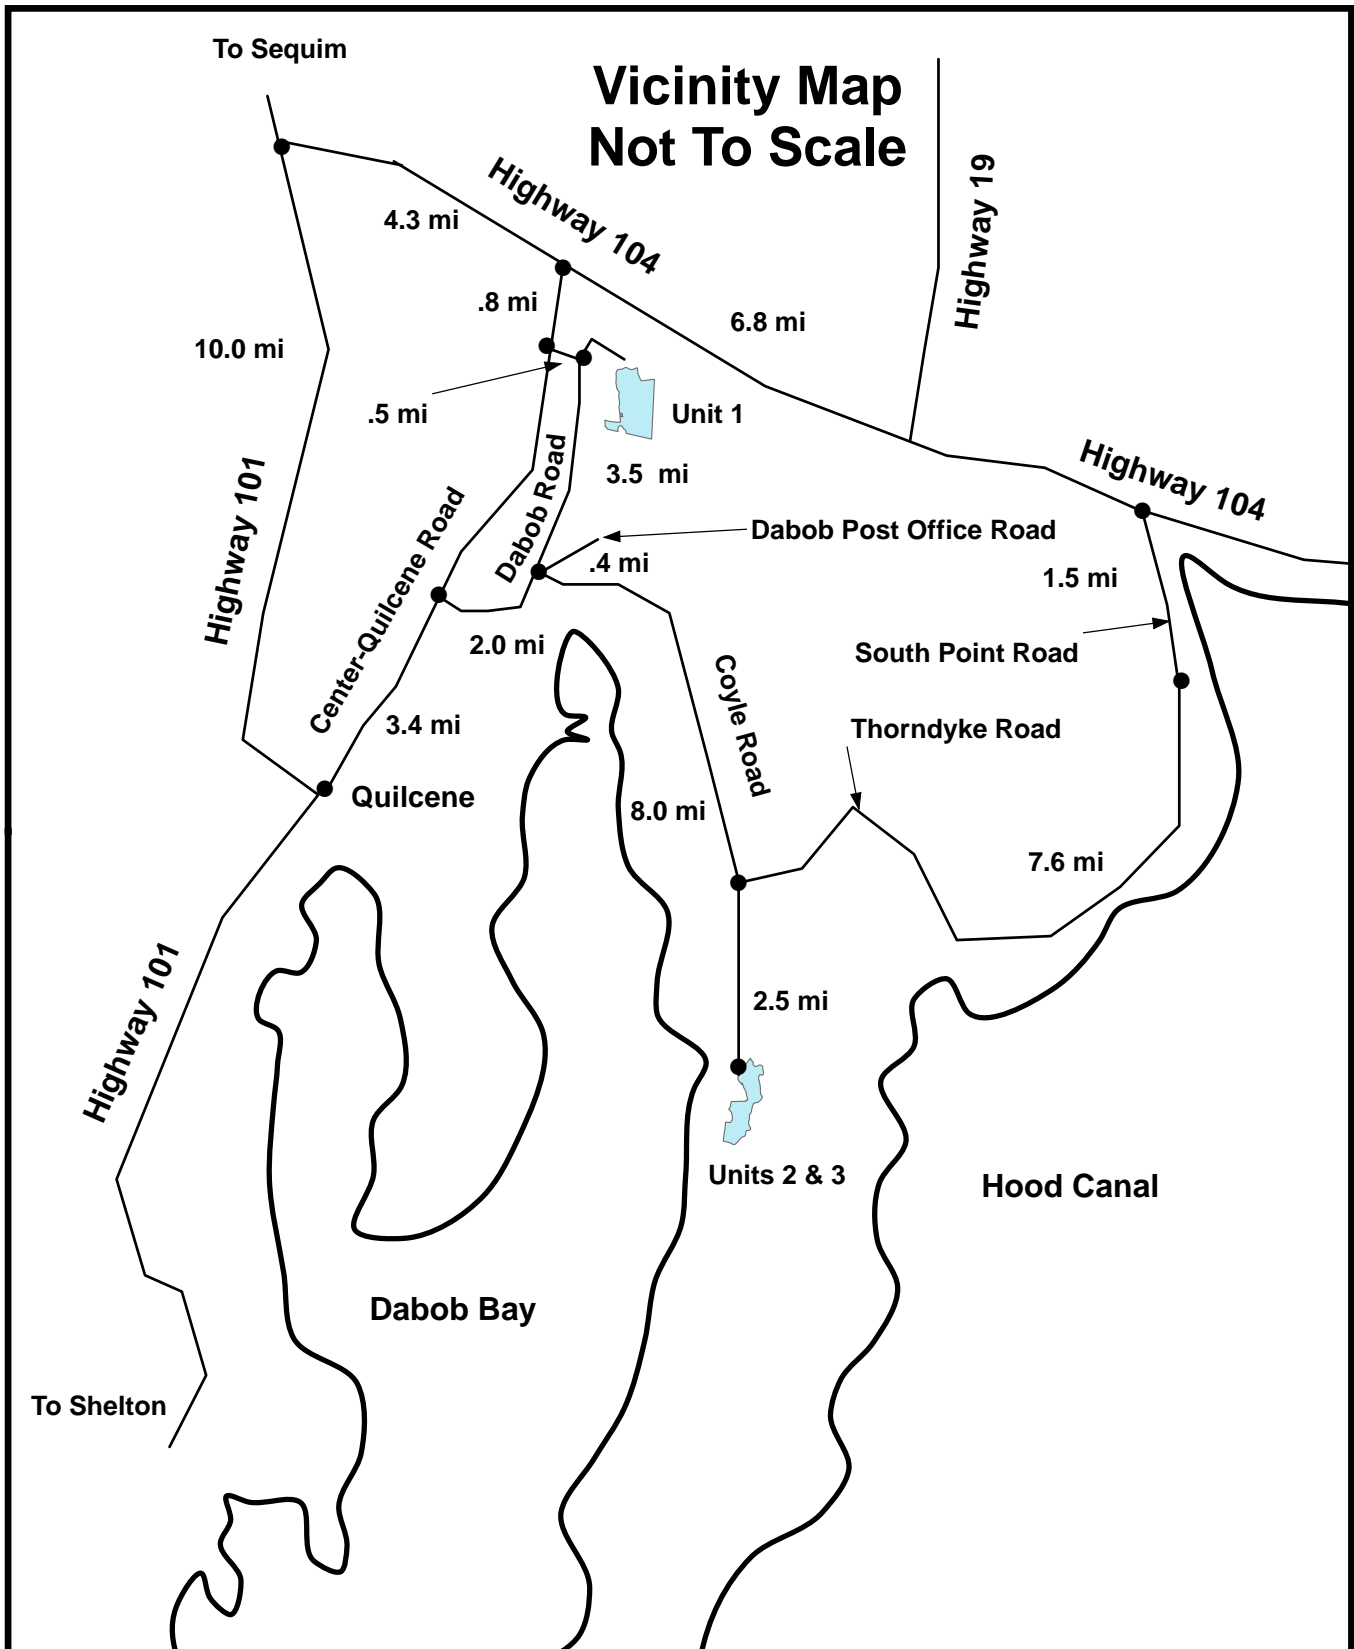 To Sequim
Vicinity Map
Not To Scale
Highway 19
Highway 104
4.3 mi
.8 mi
6.8 mi
10.0 mi
.5 mi
Unit 1
Highway 101
Dabob Road
3.5 mi
Highway 104
Center-Quilcene Road
Dabob Post Office Road
.4 mi
1.5 mi
2.0 mi
South Point Road
Coyle Road
3.4 mi
Thorndyke Road
Quilcene
8.0 mi
7.6 mi
Highway 101
2.5 mi
Units 2 & 3
Hood Canal
Dabob Bay
To Shelton